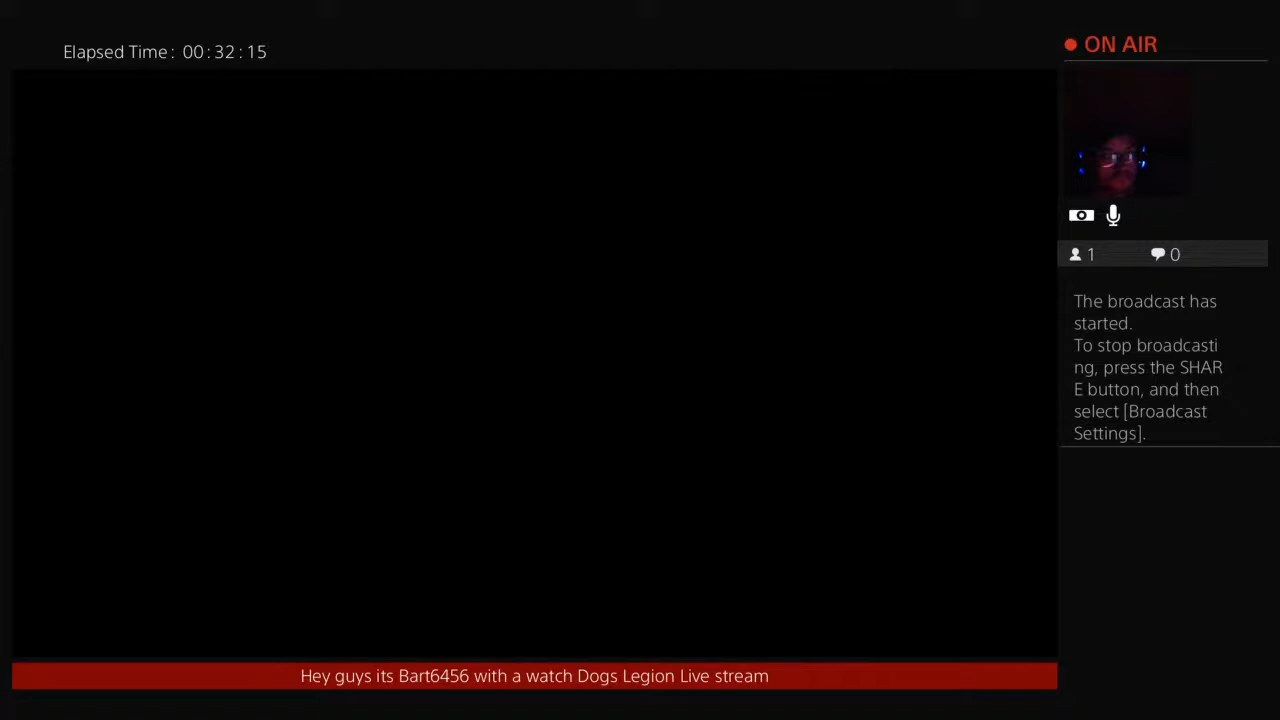 Elapsed Time: 00:32:15
ON AIR
1 0
The broadcast has
started.
To stop broadcasti
ng, press the SHAR
E button, and then
select [Broadcast
Settings].
Hey guys its Bart6456 with a watch Dogs Legion Live stream